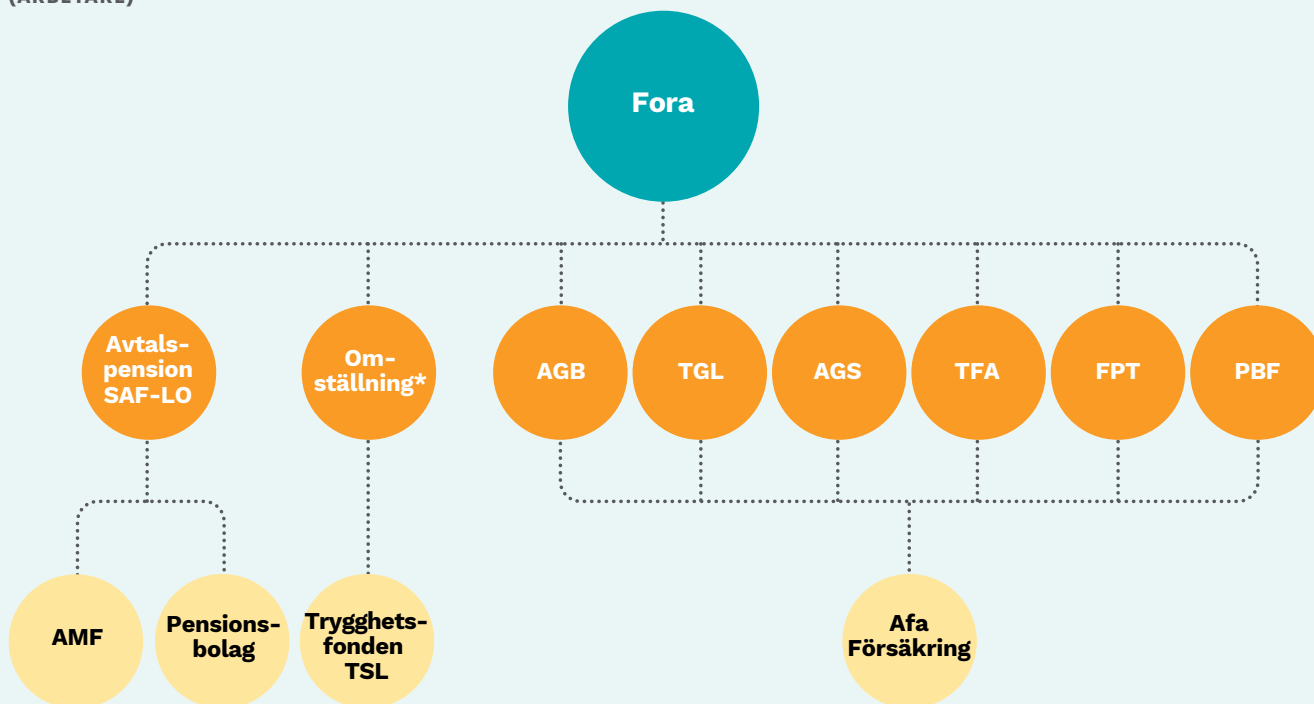 (ARBETARE)
Fora
Avtals-
pension
SAF-LO
Om-
ställning*
AGB
TGL
AGS
TFA
FPT
PBF
AMF
Pensions-
bolag
Trygghets-
fonden
TSL
Afa
Försäkring